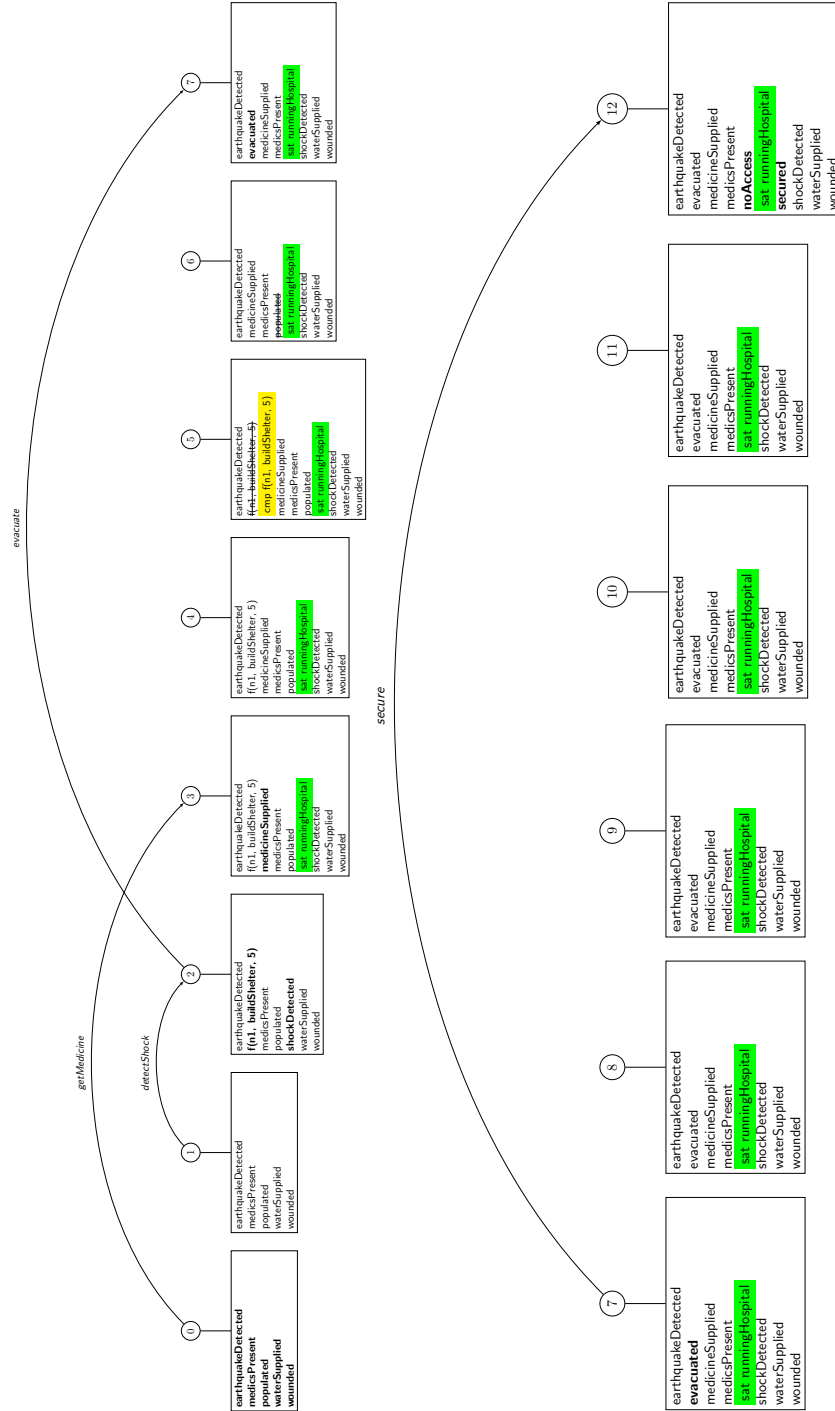 evacuate
getMedicine
detectShock
0
earthquakeDetected
medicsPresent
populated
waterSupplied
wounded
1
earthquakeDetected
medicsPresent
populated
waterSupplied
wounded
2
earthquakeDetected
f(n1, buildShelter, 5)
medicsPresent
populated
shockDetected
waterSupplied
wounded
3
earthquakeDetected
f(n1, buildShelter, 5)
medicineSupplied
medicsPresent
populated
sat runningHospital
shockDetected
waterSupplied
wounded
4
earthquakeDetected
f(n1, buildShelter, 5)
medicineSupplied
medicsPresent
populated
sat runningHospital
shockDetected
waterSupplied
wounded
5
earthquakeDetected
f(n1, buildShelter, 5)
cmp f(n1, buildShelter, 5)
medicineSupplied
medicsPresent
populated
sat runningHospital
shockDetected
waterSupplied
wounded
6
earthquakeDetected
medicineSupplied
medicsPresent
populated
sat runningHospital
shockDetected
waterSupplied
wounded
7
earthquakeDetected
evacuated
medicineSupplied
medicsPresent
sat runningHospital
shockDetected
waterSupplied
wounded
secure
7
earthquakeDetected
evacuated
medicineSupplied
medicsPresent
sat runningHospital
shockDetected
waterSupplied
wounded
8
earthquakeDetected
evacuated
medicineSupplied
medicsPresent
sat runningHospital
shockDetected
waterSupplied
wounded
9
earthquakeDetected
evacuated
medicineSupplied
medicsPresent
sat runningHospital
shockDetected
waterSupplied
wounded
10
earthquakeDetected
evacuated
medicineSupplied
medicsPresent
sat runningHospital
shockDetected
waterSupplied
wounded
11
earthquakeDetected
evacuated
medicineSupplied
medicsPresent
sat runningHospital
shockDetected
waterSupplied
wounded
12
earthquakeDetected
evacuated
medicineSupplied
medicsPresent
noAccess
sat runningHospital
secured
shockDetected
waterSupplied
wounded